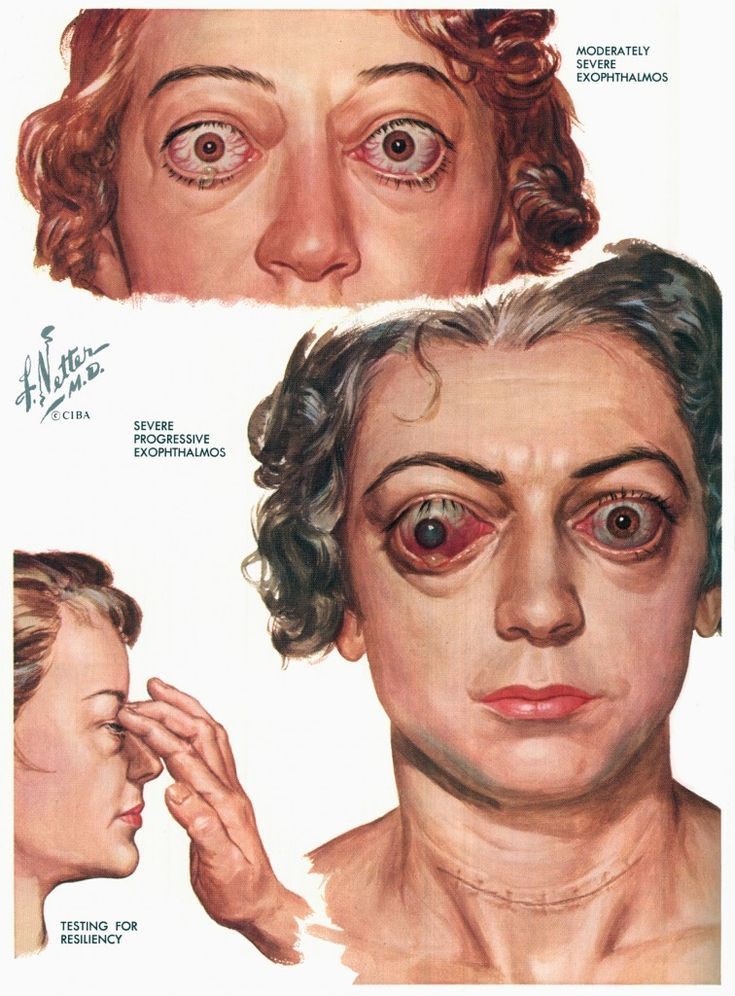 MODERATELY
SEVERE
EXOPHTHALMOS
F. Netter
M.D.
© CIBA
SEVERE
PROGRESSIVE
EXOPHTHALMOS
TESTING FOR
RESILIENCY